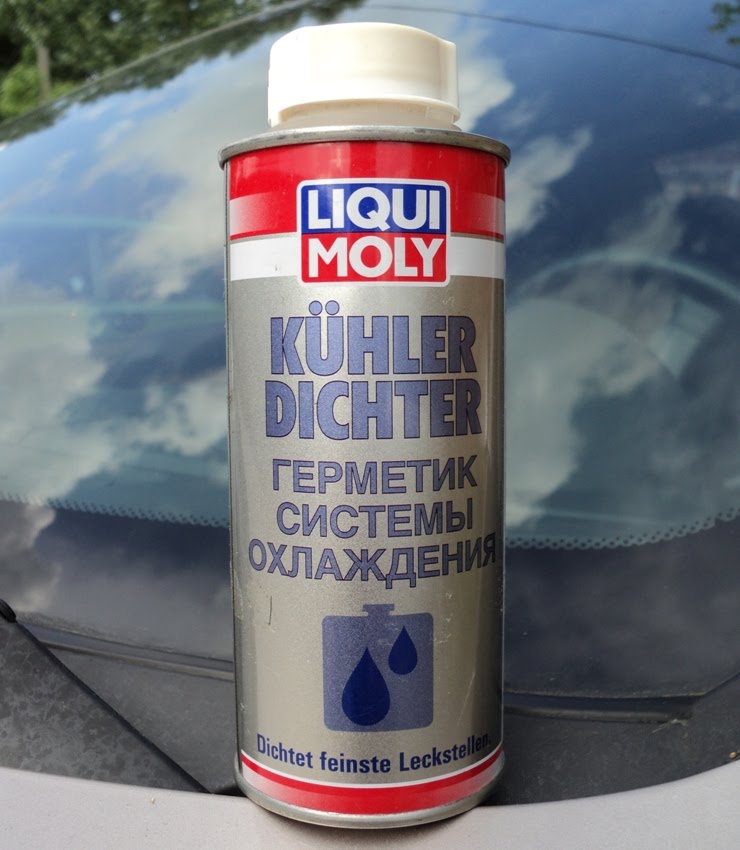 LIQUI
MOLY
KÜHLER
DICHTER
ГЕРМЕТИК
СИСТЕМЫ
ОХЛАЖДЕНИЯ
Dichtet feinste Leckstellen.